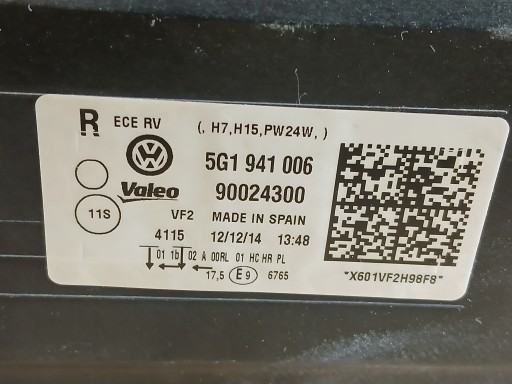 R ECE RV (, H7,H15,PW24W, )
5G1 941 006
Valeo 90024300
11S VF2 MADE IN SPAIN
4115 12/12/14 13:48
01 1b 02 A 00RL 01 HC HR PL
17,5 E9 6765
"X601VF2H98F8"